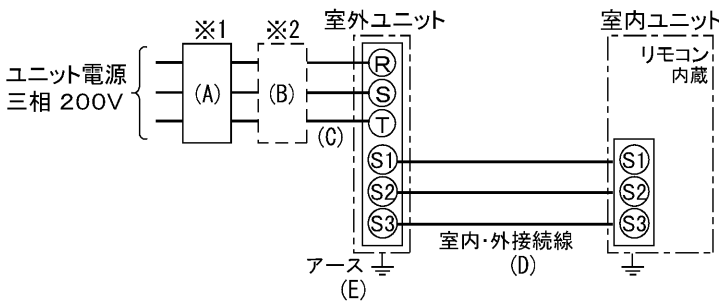 ※1
※2
室外ユニット
室内ユニット
ユニット電源
三相 200V
(A)
(B)
(C)
R
S
T
S1
S2
S3
リモコン
内蔵
S1
S2
S3
室内・外接続線
(D)
アース
(E)